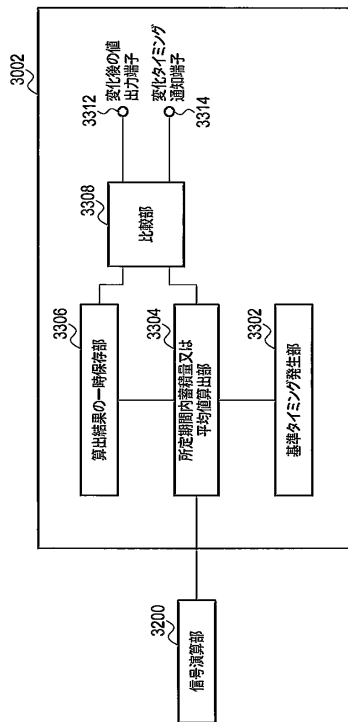 3002
3312
変化後の値
出力端子
変化タイミング
通知端子
3314
3308
比較部
3306
算出結果の一時保存部
3304
所定期間内蓄積量又は
平均値算出部
3302
基準タイミング発生部
3200
信号演算部